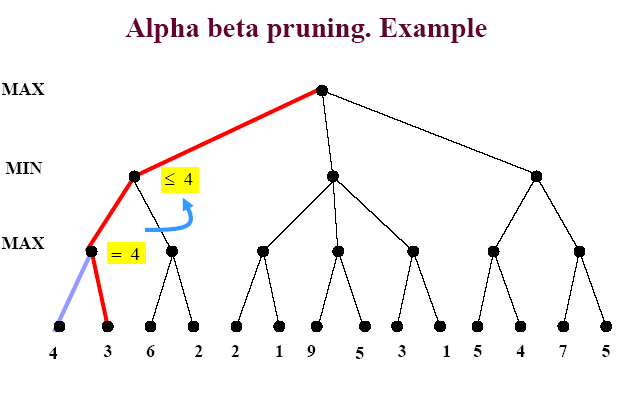 Alpha beta pruning. Example
MAX
MIN
≤ 4
MAX
= 4
4 3 6 2 2 1 9 5 3 1 5 4 7 5